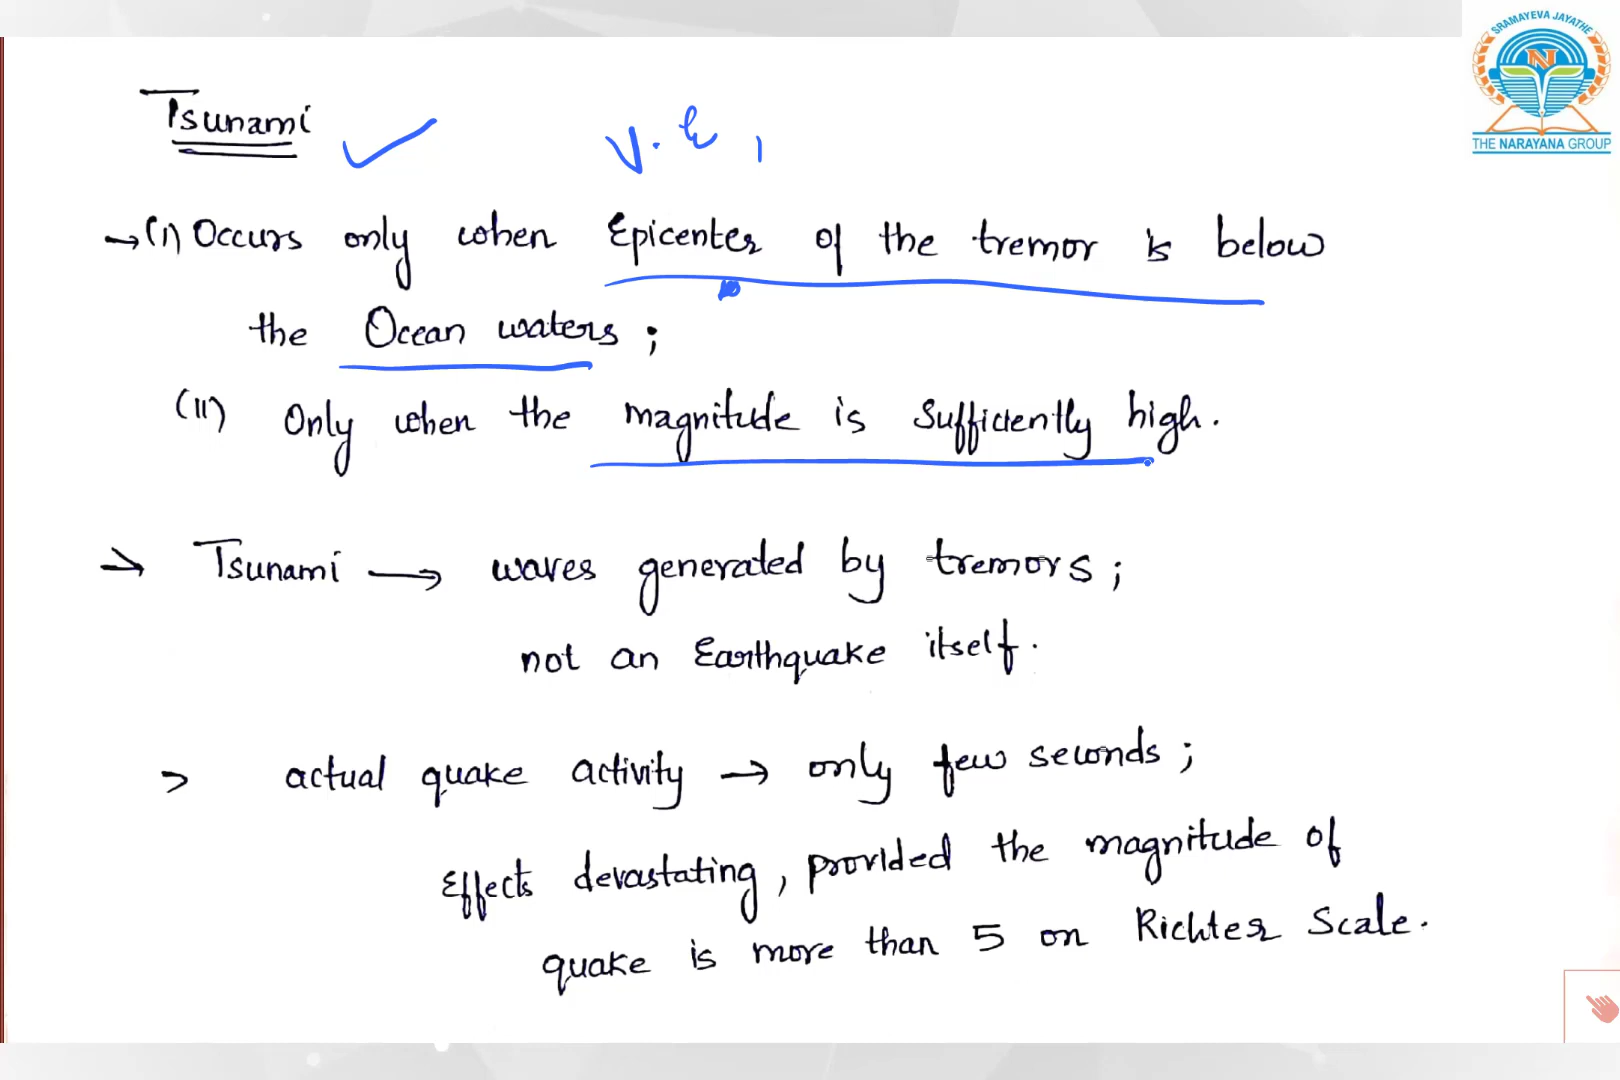 SRAMAYEVA JAYATHE
N
THE NARAYANA GROUP
Tsunami
→(i) Occurs only when Epicenter of the tremor is below
the Ocean waters;
(ii) Only when the magnitude is sufficiently high.
→ Tsunami → waves generated by tremors;
not an Earthquake itself.
> actual quake activity → only few seconds;
Effects devastating, provided the magnitude of
quake is more than 5 on Richter Scale.